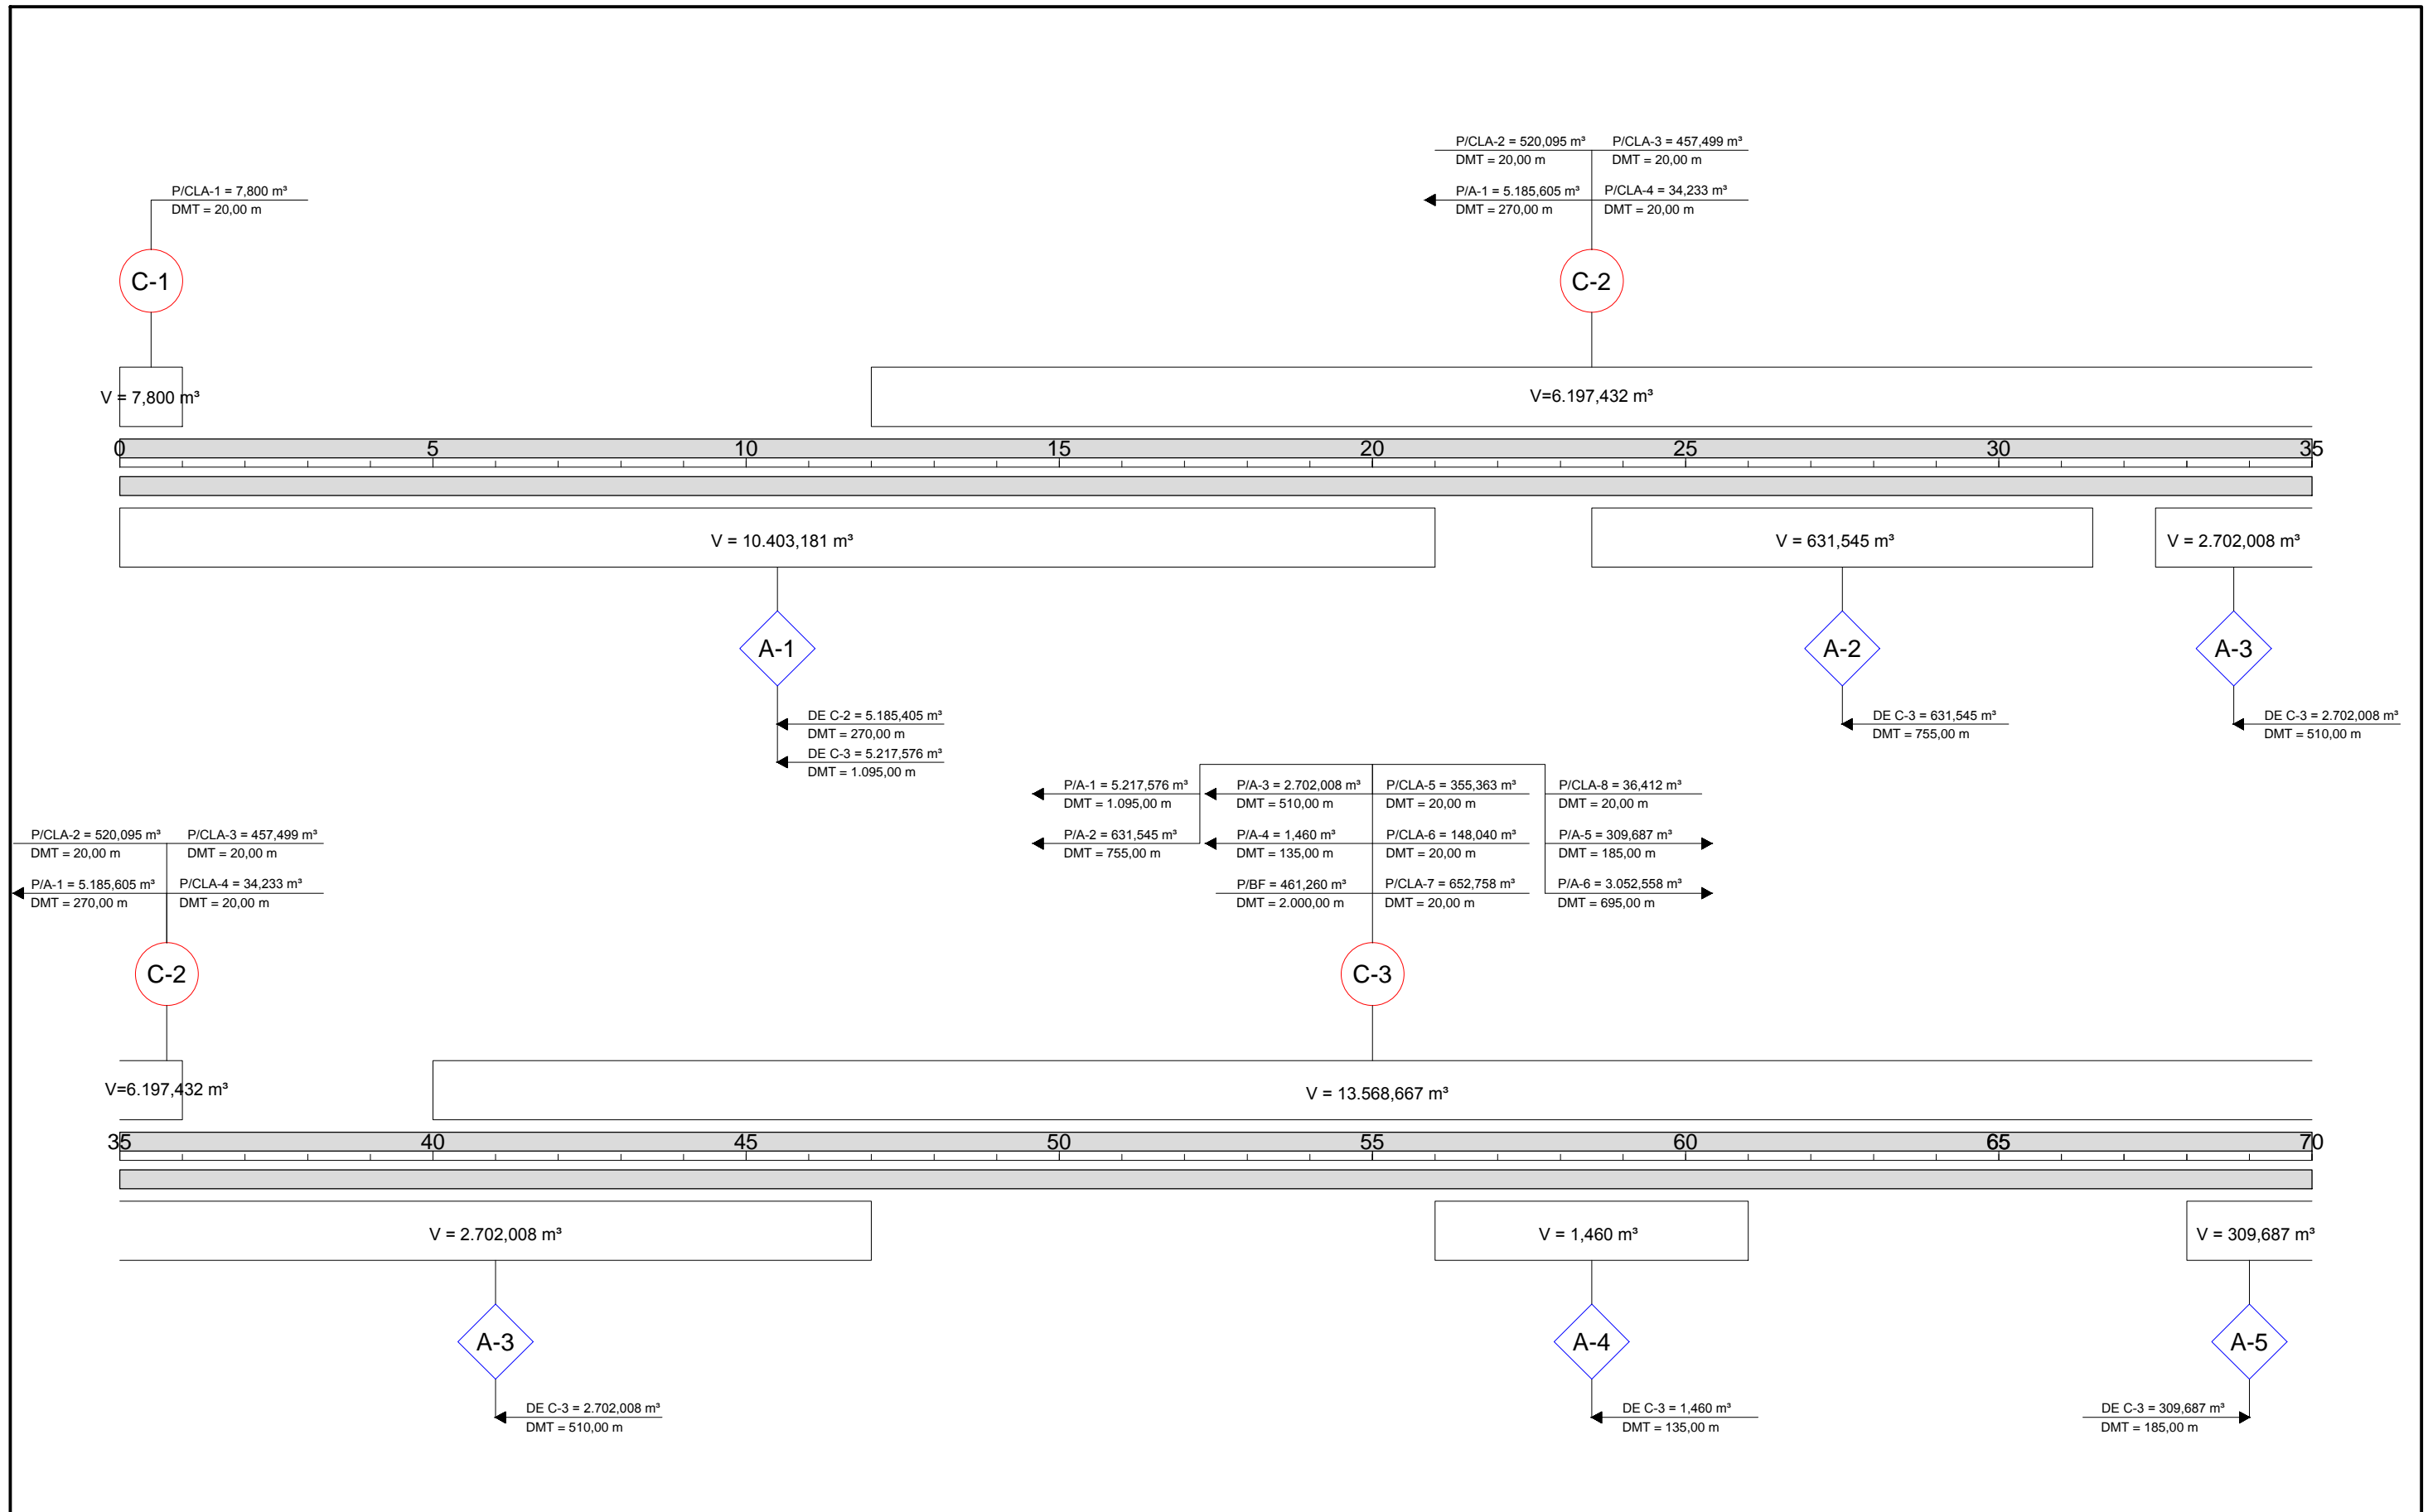 P/CLA-2 = 520,095 m³ P/CLA-3 = 457,499 m³
DMT = 20,00 m DMT = 20,00 m
P/CLA-1 = 7,800 m³ P/A-1 = 5.185,605 m³ P/CLA-4 = 34,233 m³
DMT = 20,00 m DMT = 270,00 m DMT = 20,00 m
C-1 C-2
V = 7,800 m³ V=6.197,432 m³
0 5 10 15 20 25 30 35
V = 10.403,181 m³ V = 631,545 m³ V = 2.702,008 m³
A-1 A-2 A-3
DE C-2 = 5.185,405 m³ DE C-3 = 631,545 m³ DE C-3 = 2.702,008 m³
DMT = 270,00 m DMT = 755,00 m DMT = 510,00 m
DE C-3 = 5.217,576 m³
DMT = 1.095,00 m
P/A-1 = 5.217,576 m³ P/A-3 = 2.702,008 m³ P/CLA-5 = 355,363 m³ P/CLA-8 = 36,412 m³
DMT = 1.095,00 m DMT = 510,00 m DMT = 20,00 m DMT = 20,00 m
P/CLA-2 = 520,095 m³ P/CLA-3 = 457,499 m³ P/A-2 = 631,545 m³ P/A-4 = 1,460 m³ P/CLA-6 = 148,040 m³ P/A-5 = 309,687 m³
DMT = 20,00 m DMT = 20,00 m DMT = 755,00 m DMT = 135,00 m DMT = 20,00 m DMT = 185,00 m
P/A-1 = 5.185,605 m³ P/CLA-4 = 34,233 m³ P/BF = 461,260 m³ P/CLA-7 = 652,758 m³ P/A-6 = 3.052,558 m³
DMT = 270,00 m DMT = 20,00 m DMT = 2.000,00 m DMT = 20,00 m DMT = 695,00 m
C-2 C-3
V=6.197,432 m³ V = 13.568,667 m³
35 40 45 50 55 60 65 70
V = 2.702,008 m³ V = 1,460 m³ V = 309,687 m³
A-3 A-4 A-5
DE C-3 = 2.702,008 m³ DE C-3 = 1,460 m³ DE C-3 = 309,687 m³
DMT = 510,00 m DMT = 135,00 m DMT = 185,00 m